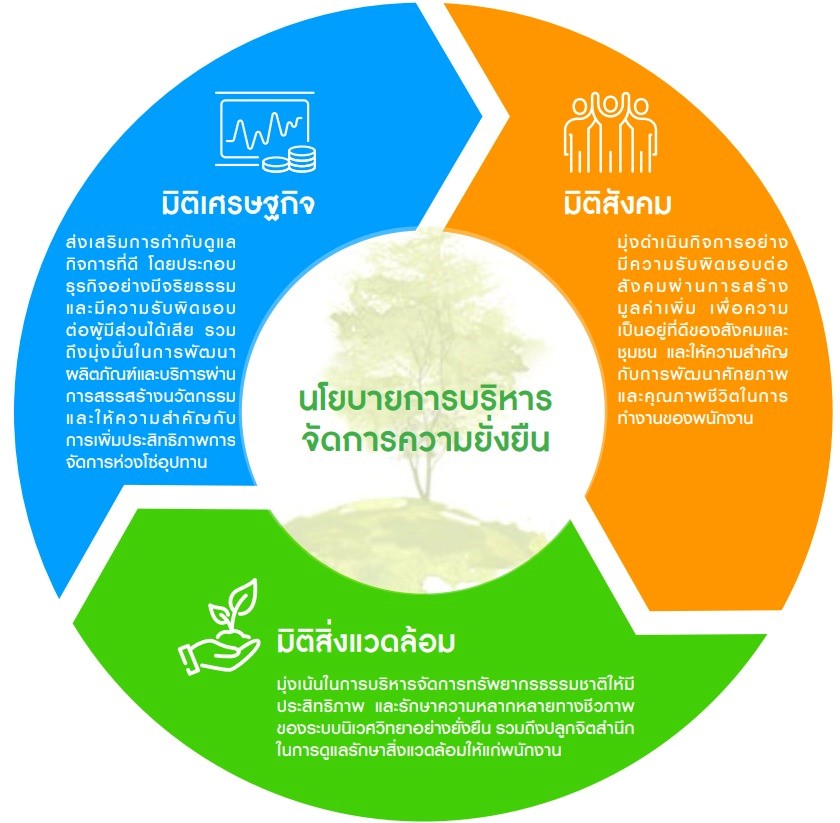 มิติเศรษฐกิจ
ส่งเสริมการกำกับดูแล
กิจการที่ดี โดยประกอบ
ธุรกิจอย่างมีจริยธรรม
และมีความรับผิดชอบ
ต่อผู้มีส่วนได้เสีย รวม
ถึงมุ่งมั่นในการพัฒนา
ผลิตภัณฑ์และบริการผ่าน
การสรรสร้างนวัตกรรม
และให้ความสำคัญกับ
การเพิ่มประสิทธิภาพการ
จัดการห่วงโซ่อุปทาน
มิติสังคม
มุ่งดำเนินกิจการอย่าง
มีความรับผิดชอบต่อ
สังคมผ่านการสร้าง
มูลค่าเพิ่ม เพื่อความ
เป็นอยู่ที่ดีของสังคมและ
ชุมชน และให้ความสำคัญ
กับการพัฒนาศักยภาพ
และคุณภาพชีวิตในการ
ทำงานของพนักงาน
นโยบายการบริหาร
จัดการความยั่งยืน
มิติสิ่งแวดล้อม
มุ่งเน้นในการบริหารจัดการทรัพยากรธรรมชาติให้มี
ประสิทธิภาพ และรักษาความหลากหลายทางชีวภาพ
ของระบบนิเวศวิทยาอย่างยั่งยืน รวมถึงปลูกจิตสำนึก
ในการดูแลรักษาสิ่งแวดล้อมให้แก่พนักงาน